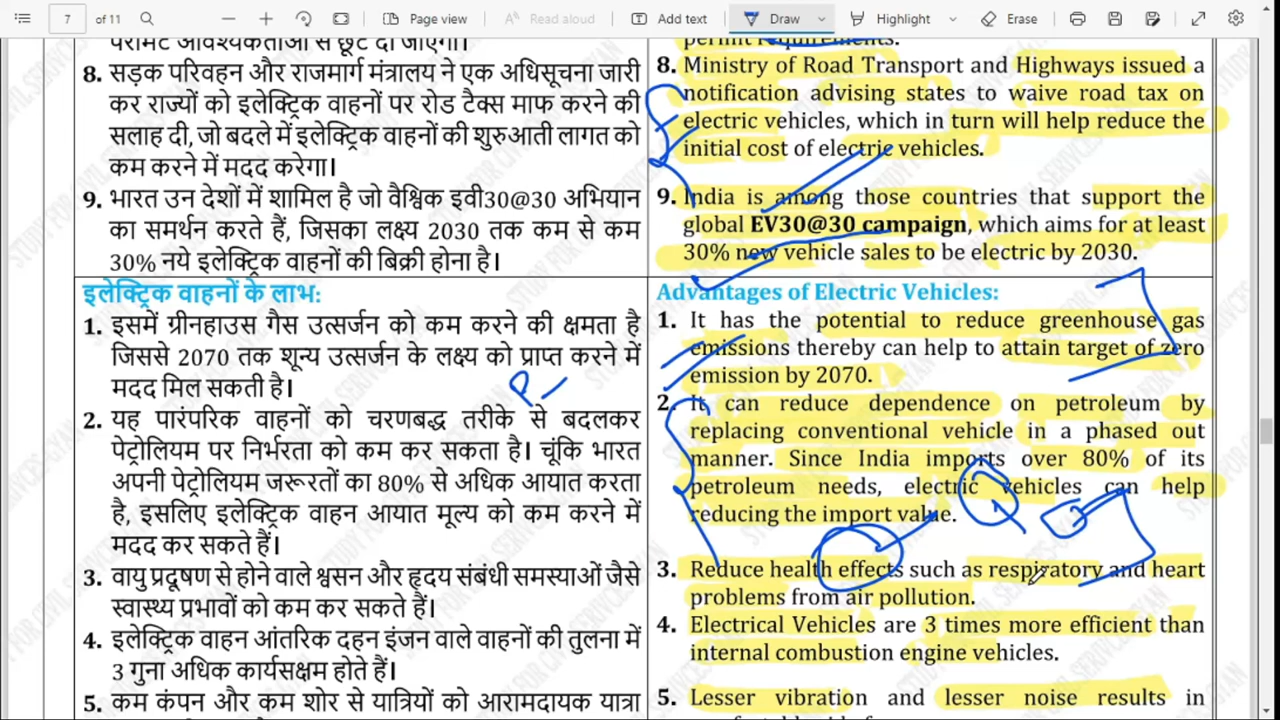 7 of 11
Page view
Read aloud
Add text
Draw
Highlight
Erase
परमिट आवश्यकताओं से छूट दी जाएगी।
8. सड़क परिवहन और राजमार्ग मंत्रालय ने एक अधिसूचना जारी
कर राज्यों को इलेक्ट्रिक वाहनों पर रोड टैक्स माफ करने की
सलाह दी, जो बदले में इलेक्ट्रिक वाहनों की शुरुआती लागत को
कम करने में मदद करेगा।
9. भारत उन देशों में शामिल है जो वैश्विक इवी30@30 अभियान
का समर्थन करते हैं, जिसका लक्ष्य 2030 तक कम से कम
30% नये इलेक्ट्रिक वाहनों की बिक्री होना है।
permit requirements.
8. Ministry of Road Transport and Highways issued a
notification advising states to waive road tax on
electric vehicles, which in turn will help reduce the
initial cost of electric vehicles.
9. India is among those countries that support the
global EV30@30 campaign, which aims for at least
30% new vehicle sales to be electric by 2030.
इलेक्ट्रिक वाहनों के लाभ:
1. इसमें ग्रीनहाउस गैस उत्सर्जन को कम करने की क्षमता है
जिससे 2070 तक शून्य उत्सर्जन के लक्ष्य को प्राप्त करने में
मदद मिल सकती है।
2. यह पारंपरिक वाहनों को चरणबद्ध तरीके से बदलकर
पेट्रोलियम पर निर्भरता को कम कर सकता है। चूंकि भारत
अपनी पेट्रोलियम जरूरतों का 80% से अधिक आयात करता
है, इसलिए इलेक्ट्रिक वाहन आयात मूल्य को कम करने में
मदद कर सकते हैं।
3. वायु प्रदूषण से होने वाले श्वसन और हृदय संबंधी समस्याओं जैसे
स्वास्थ्य प्रभावों को कम कर सकते हैं।
4. इलेक्ट्रिक वाहन आंतरिक दहन इंजन वाले वाहनों की तुलना में
3 गुना अधिक कार्यसक्षम होते हैं।
5. कम कंपन और कम शोर से यात्रियों को आरामदायक यात्रा
Advantages of Electric Vehicles:
1. It has the potential to reduce greenhouse gas
emissions thereby can help to attain target of zero
emission by 2070.
2. It can reduce dependence on petroleum by
replacing conventional vehicle in a phased out
manner. Since India imports over 80% of its
petroleum needs, electric vehicles can help
reducing the import value.
3. Reduce health effects such as respiratory and heart
problems from air pollution.
4. Electrical Vehicles are 3 times more efficient than
internal combustion engine vehicles.
5. Lesser vibration and lesser noise results in